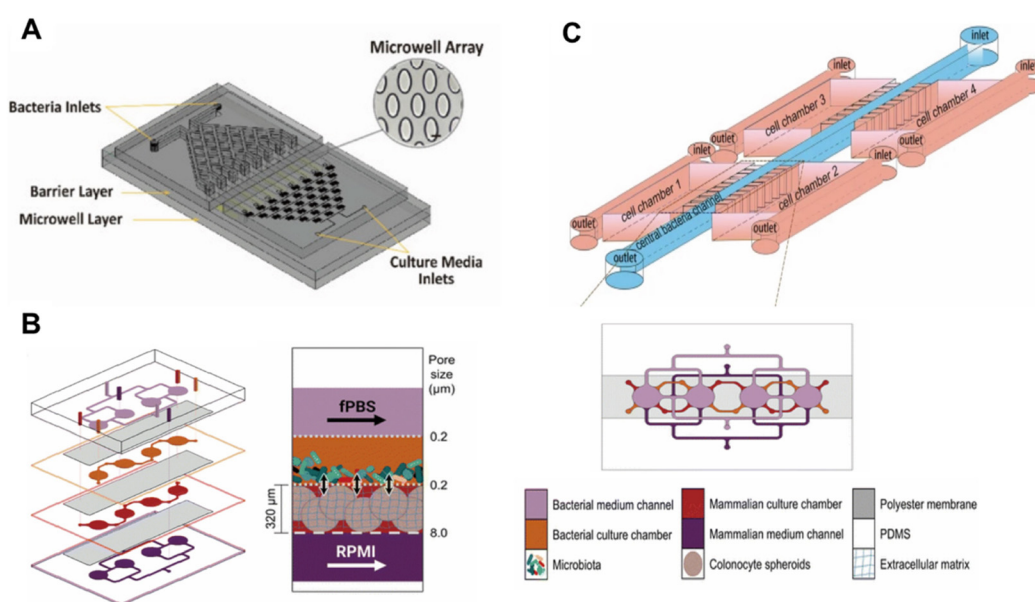 A
Microwell Array
Bacteria Inlets
Barrier Layer
Microwell Layer
Culture Media
Inlets
C
inlet
inlet
inlet
cell chamber 3
cell chamber 4
outlet
outlet
inlet
inlet
cell chamber 1
cell chamber 2
central bacteria channel
outlet
outlet
outlet
B
Pore
size
(μm)
fPBS
0.2
0.2
320 μm
8.0
RPMI
Bacterial medium channel
Mammalian culture chamber
Polyester membrane
Bacterial culture chamber
Mammalian medium channel
PDMS
Microbiota
Colonocyte spheroids
Extracellular matrix